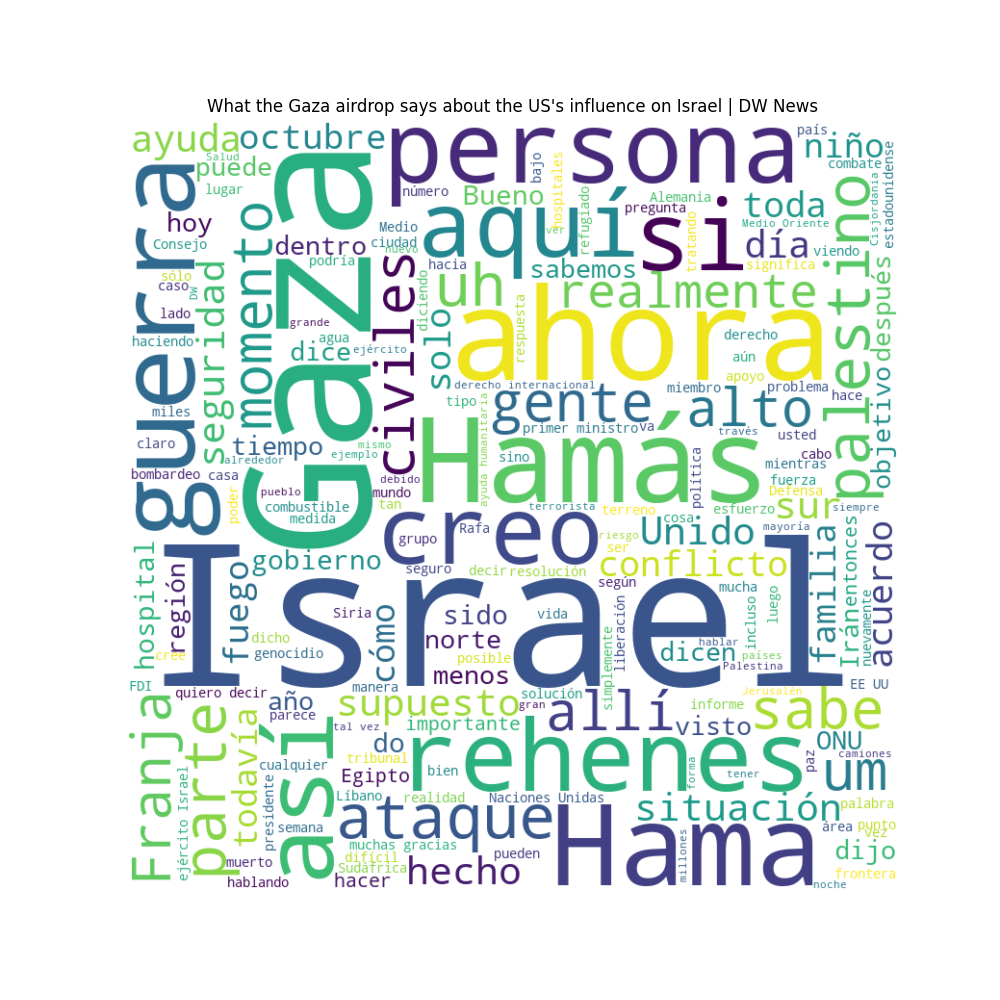 What the Gaza airdrop says about the US's influence on Israel | DW News
ayuda
octubre
persona
país
niño
Salud
puede
lugar
número
bajo
hospitales
Bueno
refugiado
ver
Alemania
pregunta
combate
estadounidense
Cisjordania
guerra
Gaza
hoy
Consejo
sólo
caso
DW
lado
haciendo
seguridad
momento
dentro
Medio
ciudad
nuevo
podría
aquí
si
tratando
toda
Medio Oriente
día
viendo
significa
palestino
después
objetivo
civiles
hacia
diciendo
uh
sabemos
realmente
grande
agua
dice
ejército
solo
ahora
respuesta
derecho
aún
apoyo
derecho internacional
miembro
problema
hace
miles
claro
bombardeo
casa
tiempo
alrededor
mismo
ejemplo
debido
tipo
ayuda humanitaria
gente
primer ministro
va
alto
través
usted
cabo
mientras
fuerza
poder
pueblo
combustible
medida
mundo
tan
Hamás
sino
política
Defensa
terrorista
terreno
cosa
esfuerzo
sur
siempre
mayoría
creo
Rafa
grupo
seguro
decir
resolución
riesgo
ser
según
Unido
conflicto
gobierno
hospital
región
fuego
Israel
familia
Irán
entonces
nuevamente
acuerdo
mucha
incluso
luego
Siria
cómo
sido
vida
liberación
dicho
genocidio
norte
posible
simplemente
hablar
dicen
países
Palestina
cree
FDI
quiero decir
manera
menos
solución
Jerusalén
EE UU
Franja
parte
todavía
año
parece
así
supuesto
tal vez
gran
importante
allí
visto
informe
sabe
do
tribunal
cualquier
Egipto
bien
rehenes
forma
tener
paz
ONU
camiones
um
ejército Israel
presidente
Líbano
realidad
Naciones Unidas
situación
palabra
semana
ataque
muchas gracias
difícil
Sudáfrica
pueden
Hama
millones
área
punto
vez
dijo
muerto
hablando
hacer
hecho
noche
frontera